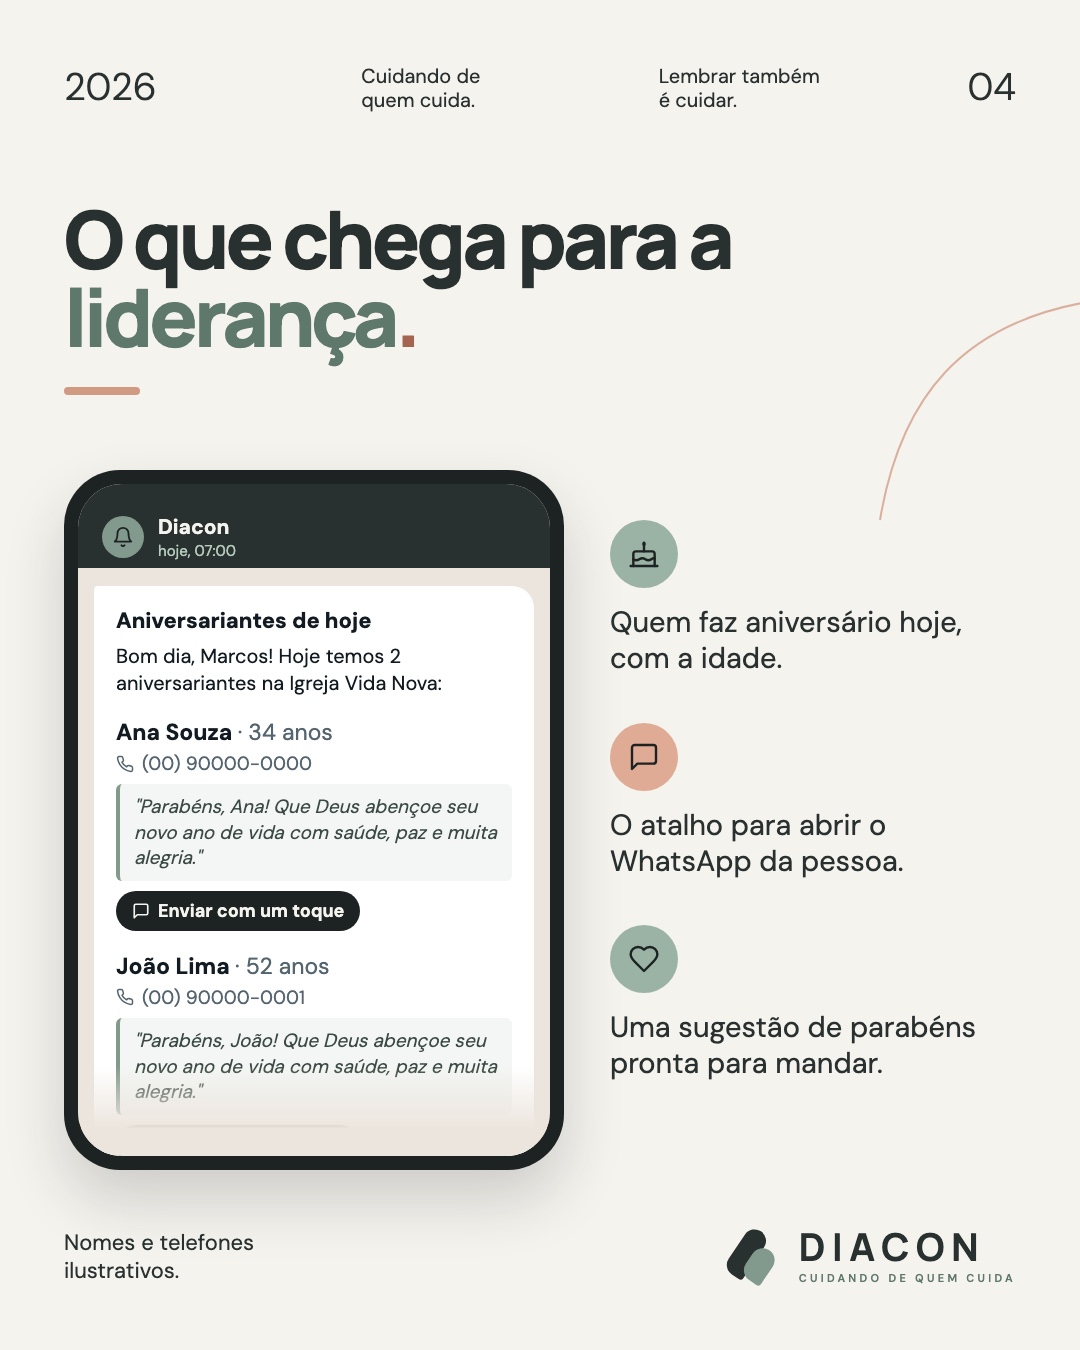 2026
Cuidando de
quem cuida.
Lembrar também
é cuidar.
04
O que chega para a
liderança.
Diacon
hoje, 07:00
Aniversariantes de hoje
Bom dia, Marcos! Hoje temos 2
aniversariantes na Igreja Vida Nova:
Ana Souza · 34 anos
(00) 90000-0000
"Parabéns, Ana! Que Deus abençoe seu
novo ano de vida com saúde, paz e muita
alegria."
Enviar com um toque
João Lima · 52 anos
(00) 90000-0001
"Parabéns, João! Que Deus abençoe seu
novo ano de vida com saúde, paz e muita
alegria."
Quem faz aniversário hoje,
com a idade.
O atalho para abrir o
WhatsApp da pessoa.
Uma sugestão de parabéns
pronta para mandar.
Nomes e telefones
ilustrativos.
DIACON
CUIDANDO DE QUEM CUIDA